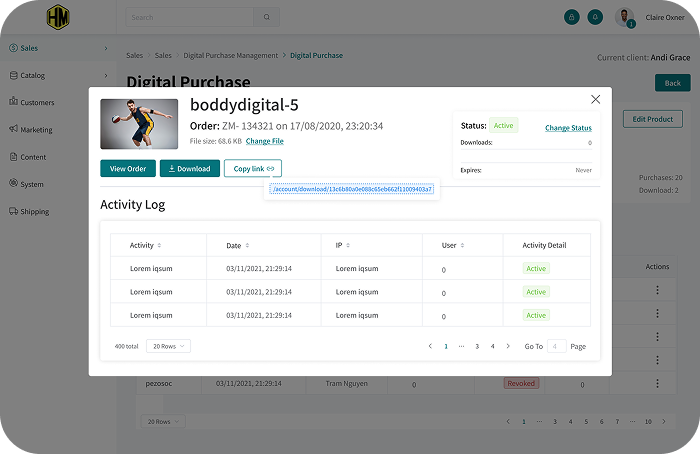 HM
Search
1
Claire Oxner
Sales
Catalog
Customers
Marketing
Content
System
Shipping
Sales > Sales > Digital Purchase Management > Digital Purchase
Current client: Andi Grace
Digital Purchase
Back
Edit Product
Purchases: 20
Download: 2
boddydigital-5
Order: ZM- 134321 on 17/08/2020, 23:20:34
File size: 68.6 KB Change File
View Order Download Copy link
Status: Active Change Status
Downloads: 0
Expires: Never
/account/download/13c6b80a0e088c65eb662f11009403a7
Activity Log
Activity Date IP User Activity Detail
Lorem iqsum 03/11/2021, 21:29:14 Lorem iqsum 0 Active
Lorem iqsum 03/11/2021, 21:29:14 Lorem iqsum 0 Active
Lorem iqsum 03/11/2021, 21:29:14 Lorem iqsum 0 Active
400 total 20 Rows < 1 ··· 3 4 > Go To 4 Page
Actions
pezosoc 03/11/2021, 21:29:14 Tram Nguyen 0 Revoked
20 Rows < 1 ··· 3 4 5 6 7 ··· 10 >